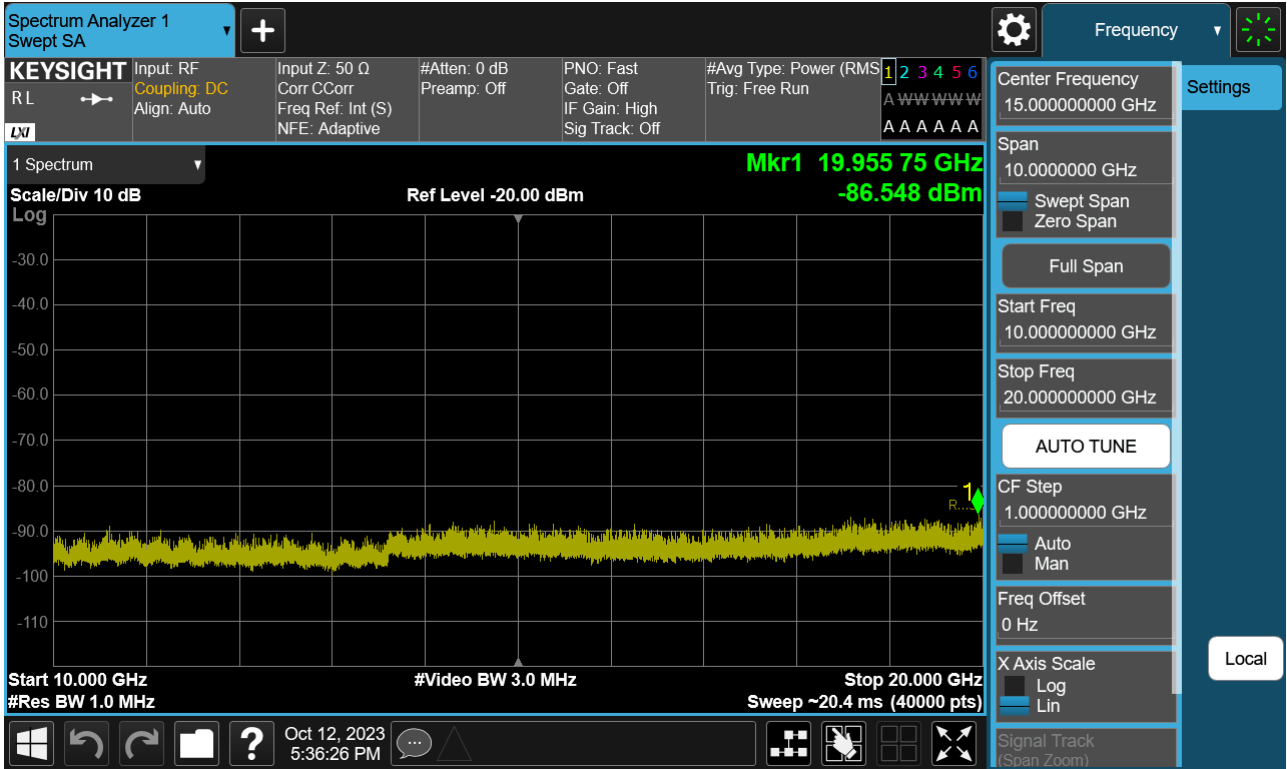 Spectrum Analyzer 1
Swept SA
Frequency
KEYSIGHT
R L
LXI
Input: RF
Coupling: DC
Align: Auto
Input Z: 50 Ω
Corr CCorr
Freq Ref: Int (S)
NFE: Adaptive
#Atten: 0 dB
Preamp: Off
PNO: Fast
Gate: Off
IF Gain: High
Sig Track: Off
#Avg Type: Power (RMS
Trig: Free Run
1 2 3 4 5 6
A W W W W W
A A A A A A
1 Spectrum
Mkr1 19.955 75 GHz
Scale/Div 10 dB
Ref Level -20.00 dBm
-86.548 dBm
Log
-30.0
-40.0
-50.0
-60.0
-70.0
-80.0
-90.0
-100
-110
1
R...
Start 10.000 GHz
#Video BW 3.0 MHz
Stop 20.000 GHz
#Res BW 1.0 MHz
Sweep ~20.4 ms (40000 pts)
Oct 12, 2023
5:36:26 PM
?
Center Frequency
15.000000000 GHz
Settings
Span
10.0000000 GHz
Swept Span
Zero Span
Full Span
Start Freq
10.000000000 GHz
Stop Freq
20.000000000 GHz
AUTO TUNE
CF Step
1.000000000 GHz
Auto
Man
Freq Offset
0 Hz
X Axis Scale
Log
Lin
Local
Signal Track
(Span Zoom)